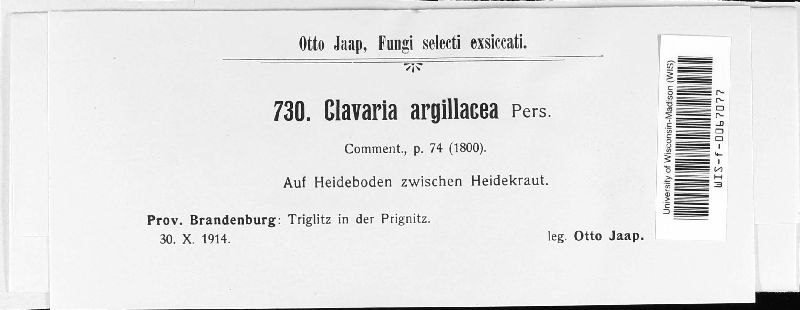 Otto Jaap, Fungi selecti exsiccati.
730. Clavaria argillacea Pers.
Comment., p. 74 (1800).
Auf Heideboden zwischen Heidekraut.
Prov. Brandenburg: Triglitz in der Prignitz.
30. X. 1914.
leg. Otto Jaap.
University of Wisconsin-Madison (WIS)
WIS-f-0067077